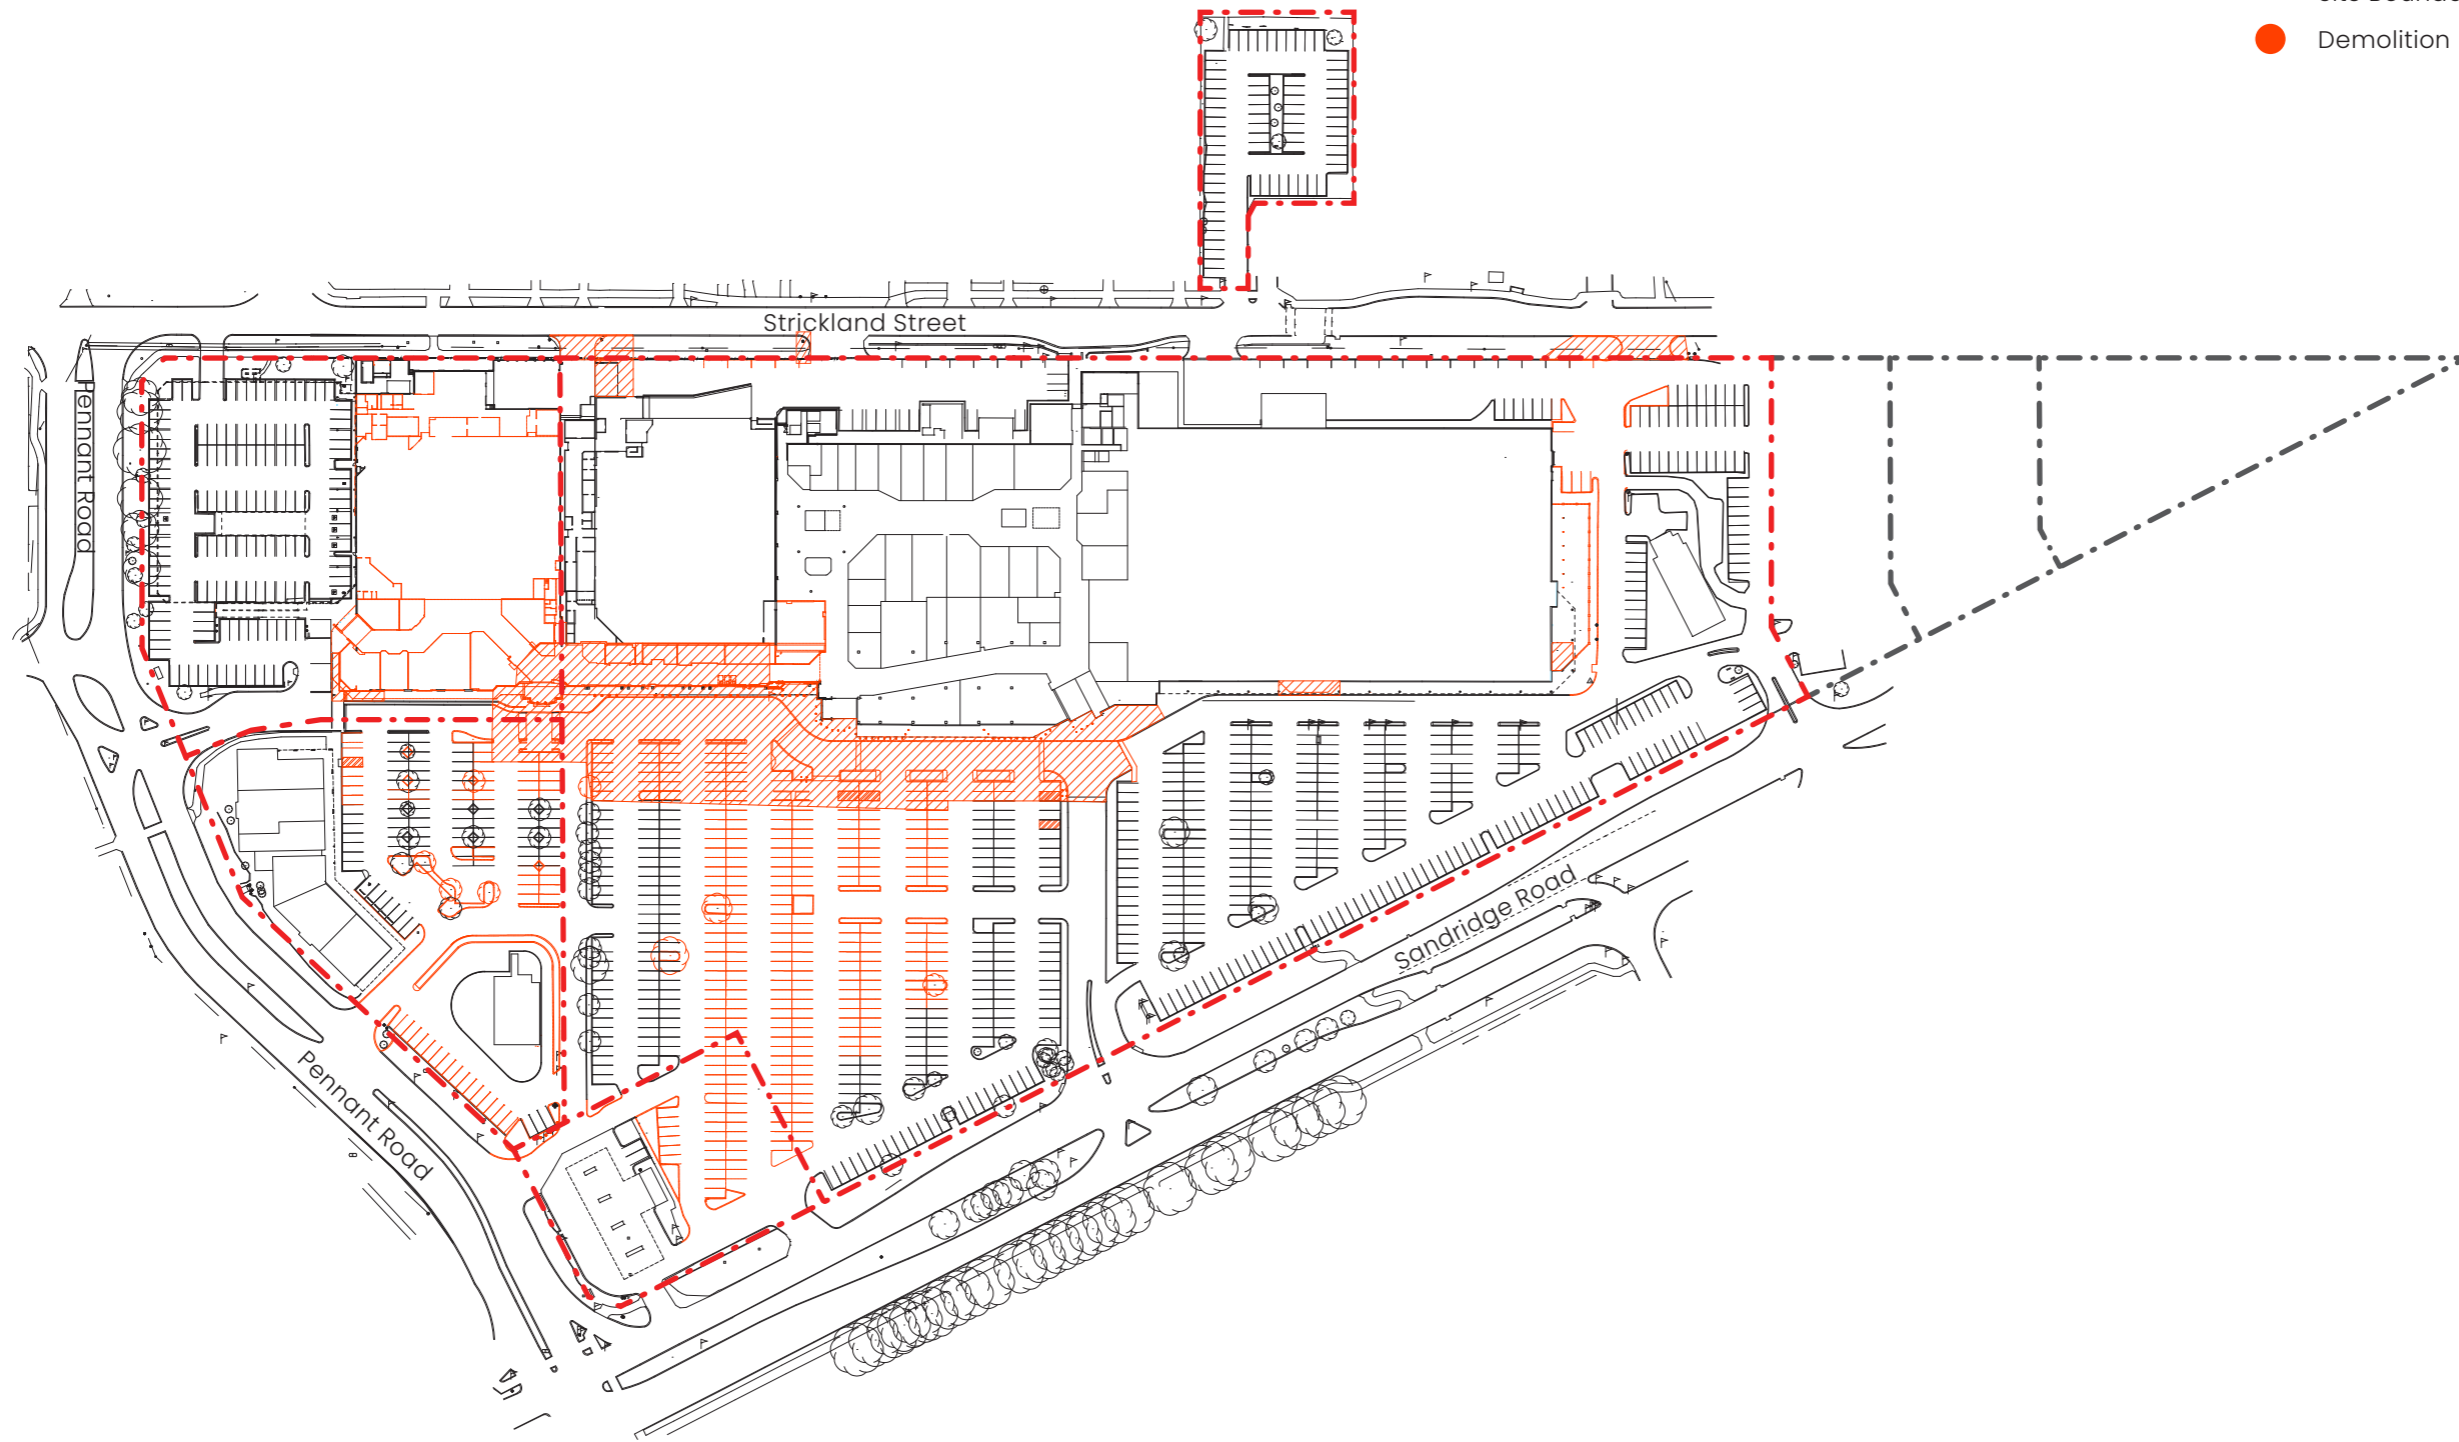 Demolition
Strickland Street
Pennant Road
Sandridge Road
Pennant Road